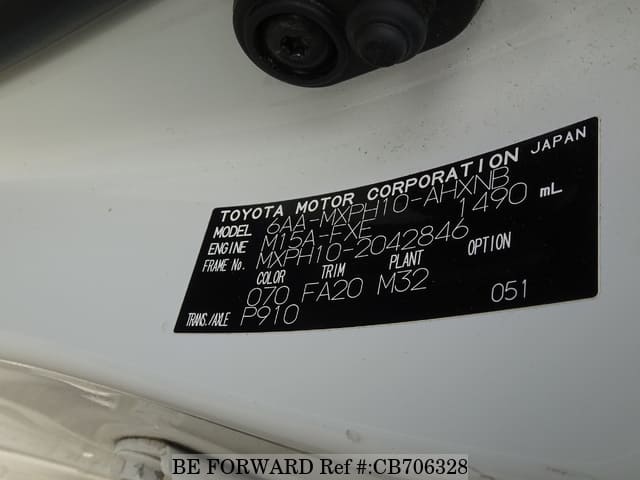 TOYOTA MOTOR CORPORATION JAPAN
MODEL 6AA-MXPH10-AHXNB
ENGINE M15A-FXE 1490 mL
FRAME No. MXPH10-2042846
COLOR TRIM PLANT OPTION
070 FA20 M32
TRANS./AXLE P910 051
BE FORWARD Ref #:CB706328